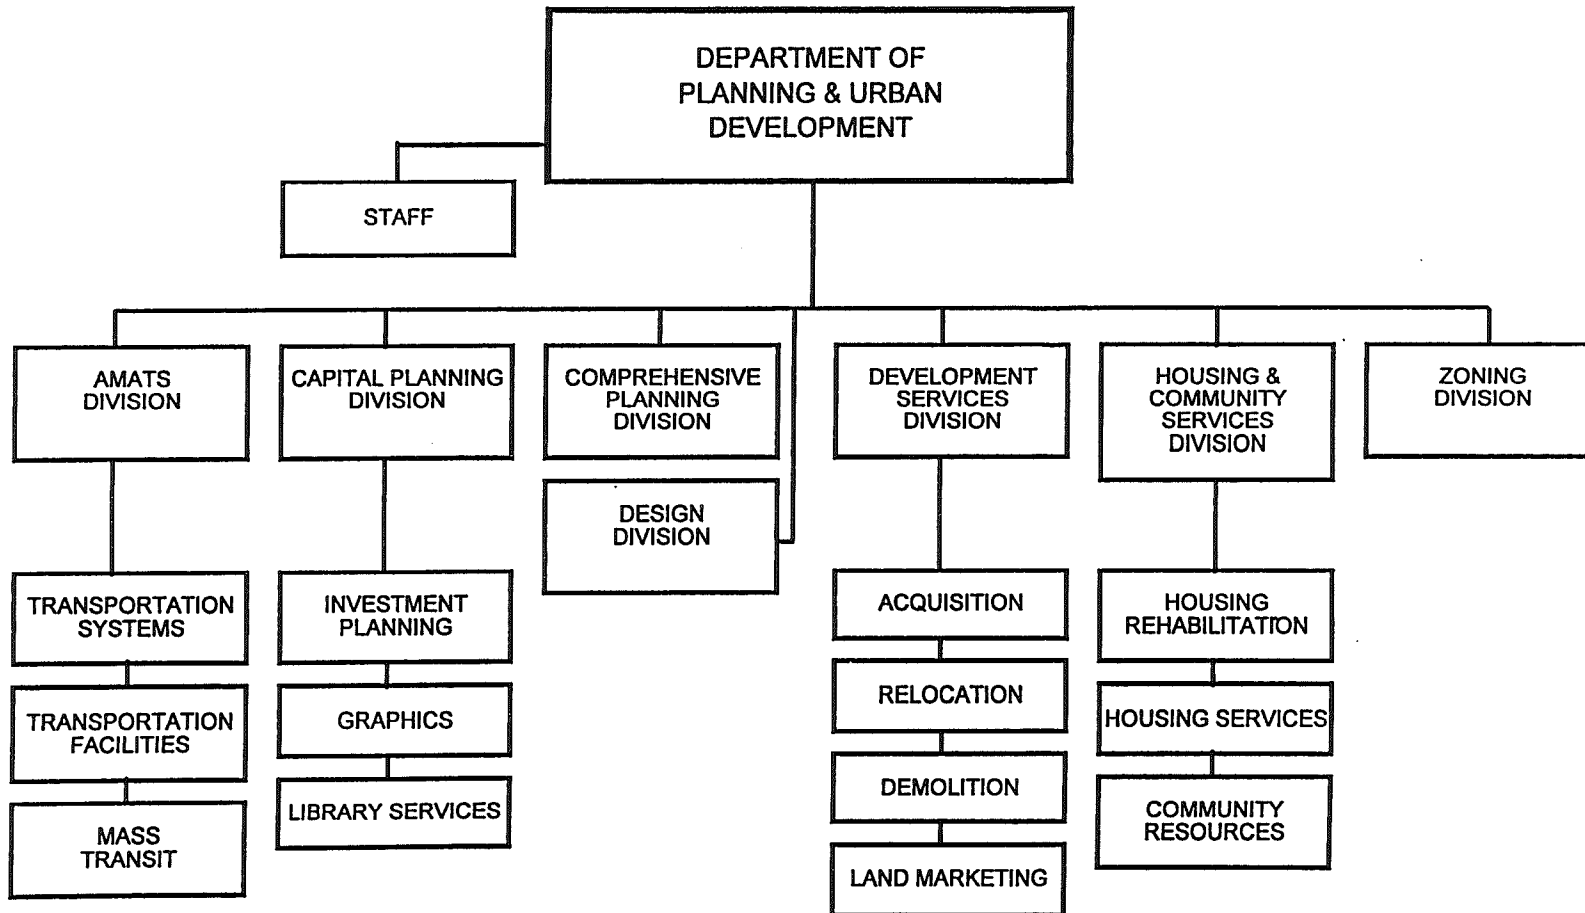 DEPARTMENT OF
PLANNING & URBAN
DEVELOPMENT
STAFF
AMATS
DIVISION
CAPITAL PLANNING
DIVISION
COMPREHENSIVE
PLANNING
DIVISION
DEVELOPMENT
SERVICES
DIVISION
HOUSING &
COMMUNITY
SERVICES
DIVISION
ZONING
DIVISION
DESIGN
DIVISION
TRANSPORTATION
SYSTEMS
TRANSPORTATION
FACILITIES
MASS
TRANSIT
INVESTMENT
PLANNING
GRAPHICS
LIBRARY SERVICES
ACQUISITION
RELOCATION
DEMOLITION
LAND MARKETING
HOUSING
REHABILITATION
HOUSING SERVICES
COMMUNITY
RESOURCES